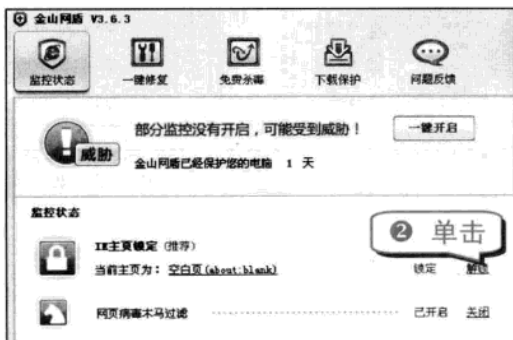 金山网盾 V3.6.3
监控状态 一键修复 免费杀毒 下载保护 问题反馈
部分监控没有开启，可能受到威胁！ 一键开启
威胁
金山网盾已经保护您的电脑 1 天
监控状态
❷ 单击
IE主页锁定（推荐）
当前主页为：空白页(about:blank) 锁定 解锁
网页病毒木马过滤 已开启 关闭